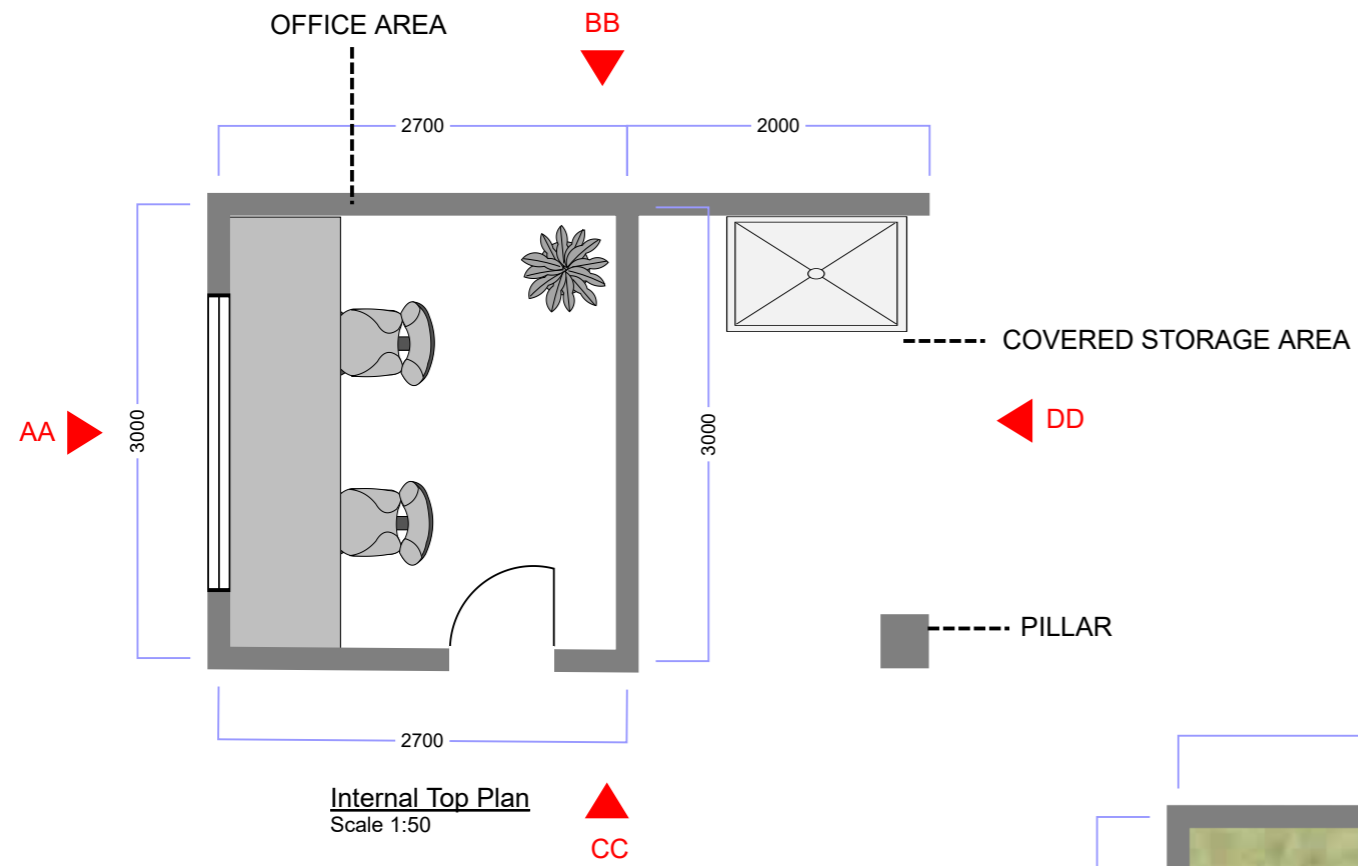 OFFICE AREA
BB
2700
2000
COVERED STORAGE AREA
AA
3000
3000
DD
PILLAR
2700
Internal Top Plan
Scale 1:50
CC